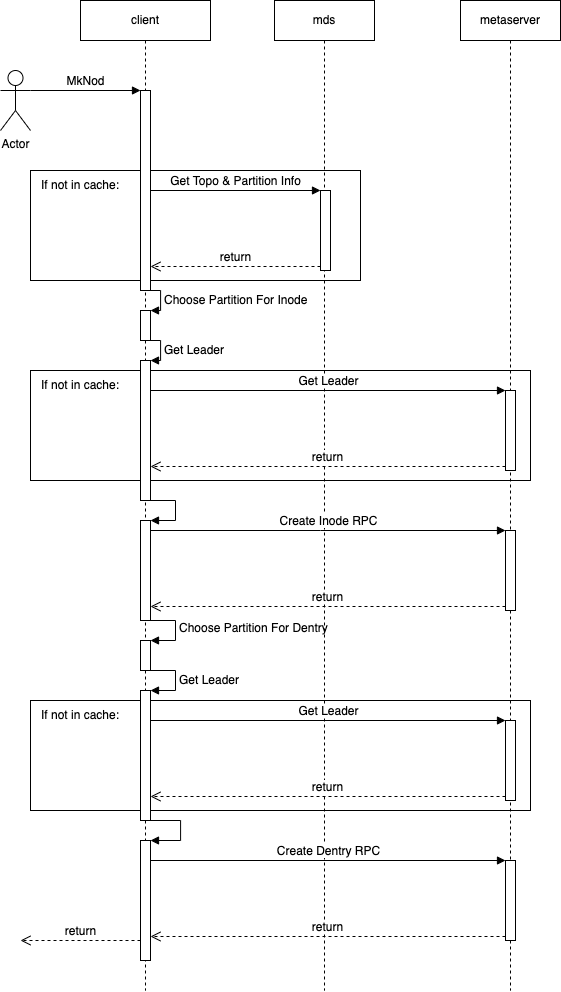 client
mds
metaserver
MkNod
Actor
If not in cache:
Get Topo & Partition Info
return
Choose Partition For Inode
Get Leader
If not in cache:
Get Leader
return
Create Inode RPC
return
Choose Partition For Dentry
Get Leader
If not in cache:
Get Leader
return
Create Dentry RPC
return
return